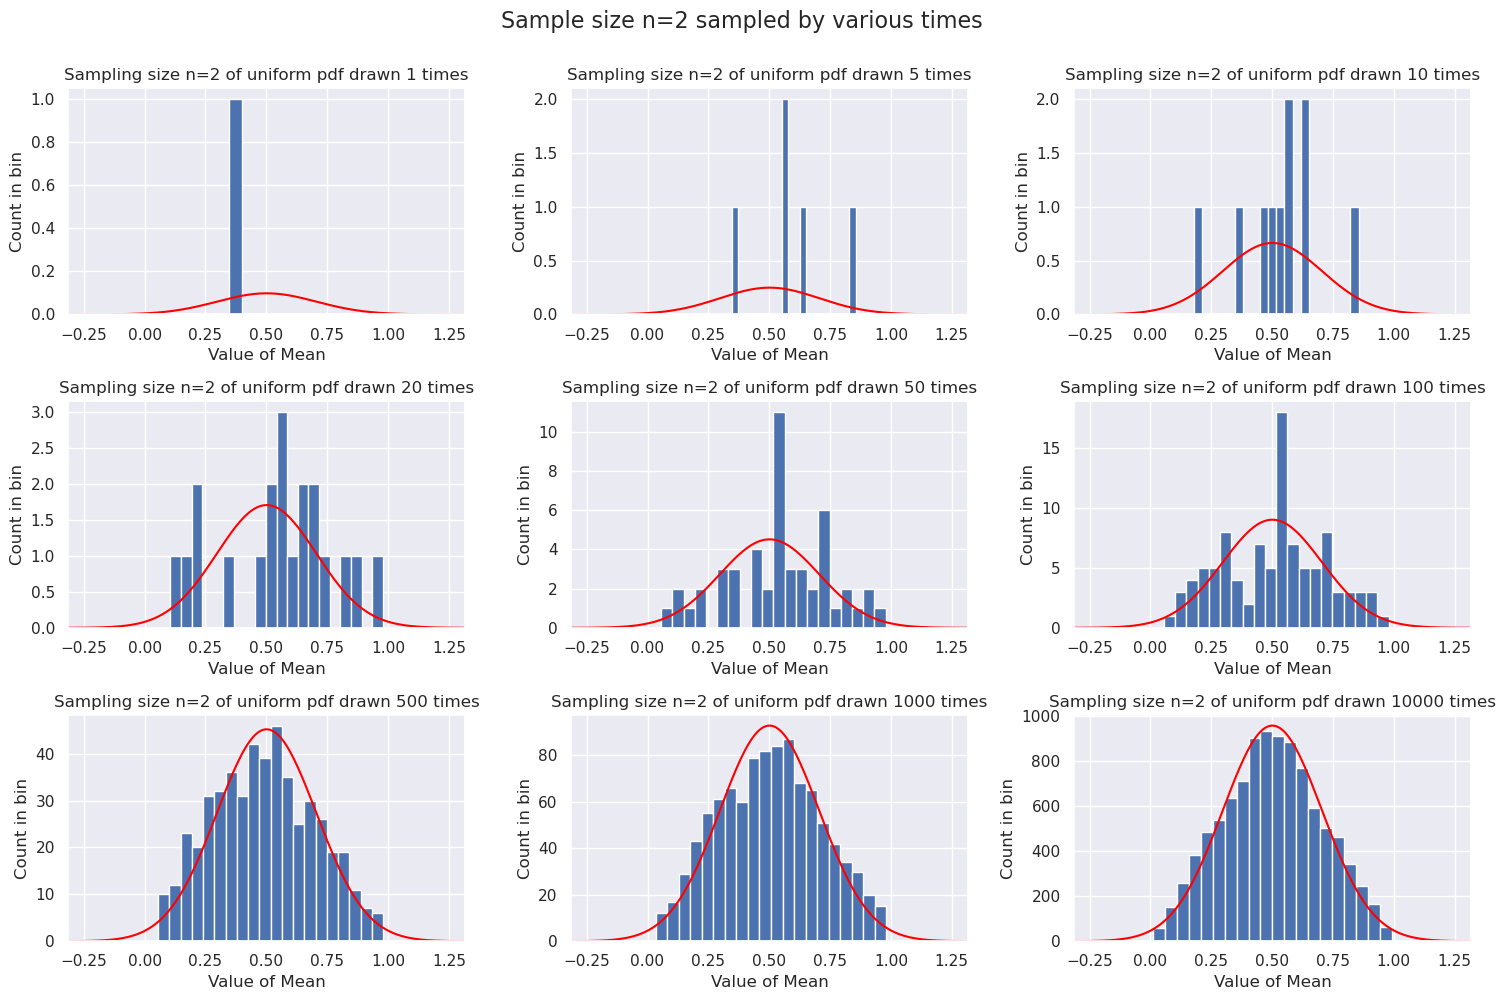 Sample size n=2 sampled by various times
Sampling size n=2 of uniform pdf drawn 1 times
1.0
0.8
0.6
0.4
0.2
0.0
Count in bin
−0.25 0.00 0.25 0.50 0.75 1.00 1.25
Value of Mean
Sampling size n=2 of uniform pdf drawn 5 times
2.0
1.5
1.0
0.5
0.0
Count in bin
−0.25 0.00 0.25 0.50 0.75 1.00 1.25
Value of Mean
Sampling size n=2 of uniform pdf drawn 10 times
2.0
1.5
1.0
0.5
0.0
Count in bin
−0.25 0.00 0.25 0.50 0.75 1.00 1.25
Value of Mean
Sampling size n=2 of uniform pdf drawn 20 times
3.0
2.5
2.0
1.5
1.0
0.5
0.0
Count in bin
−0.25 0.00 0.25 0.50 0.75 1.00 1.25
Value of Mean
Sampling size n=2 of uniform pdf drawn 50 times
10
8
6
4
2
0
Count in bin
−0.25 0.00 0.25 0.50 0.75 1.00 1.25
Value of Mean
Sampling size n=2 of uniform pdf drawn 100 times
15
10
5
0
Count in bin
−0.25 0.00 0.25 0.50 0.75 1.00 1.25
Value of Mean
Sampling size n=2 of uniform pdf drawn 500 times
40
30
20
10
0
Count in bin
−0.25 0.00 0.25 0.50 0.75 1.00 1.25
Value of Mean
Sampling size n=2 of uniform pdf drawn 1000 times
80
60
40
20
0
Count in bin
−0.25 0.00 0.25 0.50 0.75 1.00 1.25
Value of Mean
Sampling size n=2 of uniform pdf drawn 10000 times
1000
800
600
400
200
0
Count in bin
−0.25 0.00 0.25 0.50 0.75 1.00 1.25
Value of Mean